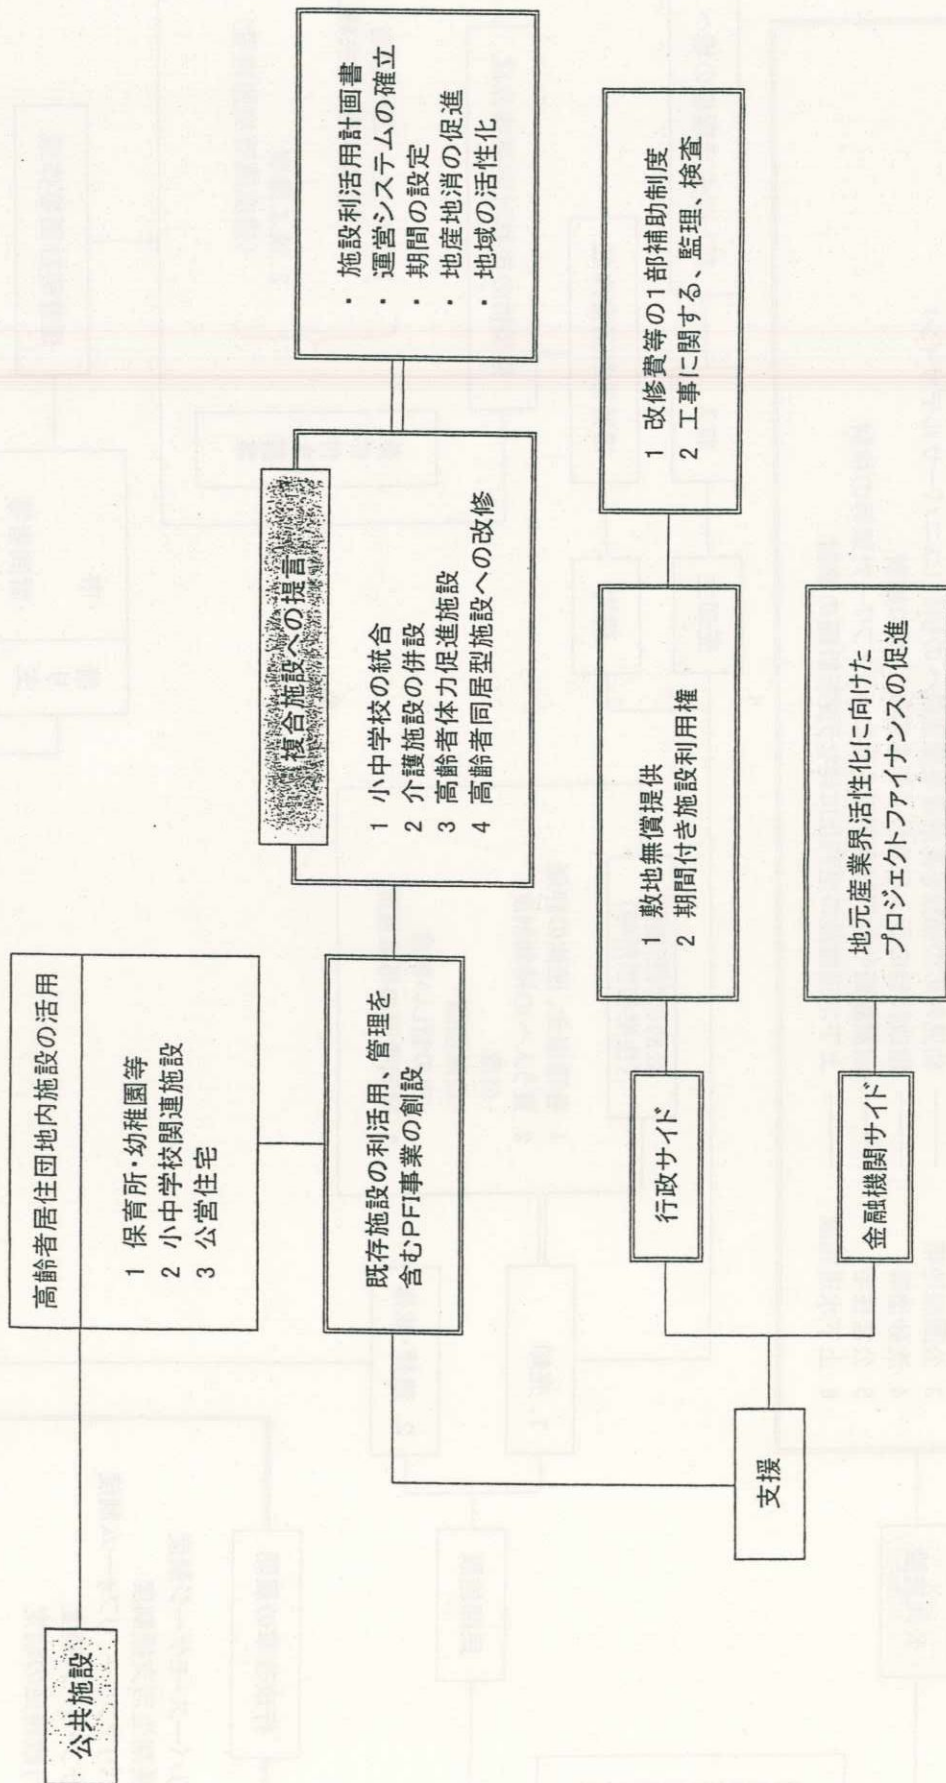 公共施設
高齢者居住団地内施設の活用
1 保育所・幼稚園等
2 小中学校関連施設
3 公営住宅
既存施設の利活用、管理を
含むPFI事業の創設
複合施設への提言
1 小中学校の統合
2 介護施設の併設
3 高齢者体力促進施設
4 高齢者同居型施設への改修
・ 施設利活用計画書
・ 運営システムの確立
・ 期間の設定
・ 地産地消の促進
・ 地域の活性化
支援
行政サイド
1 敷地無償提供
2 期間付き施設利用権
1 改修費等の1部補助制度
2 工事に関する、監理、検査
金融機関サイド
地元産業界活性化に向けた
プロジェクトファイナンスの促進